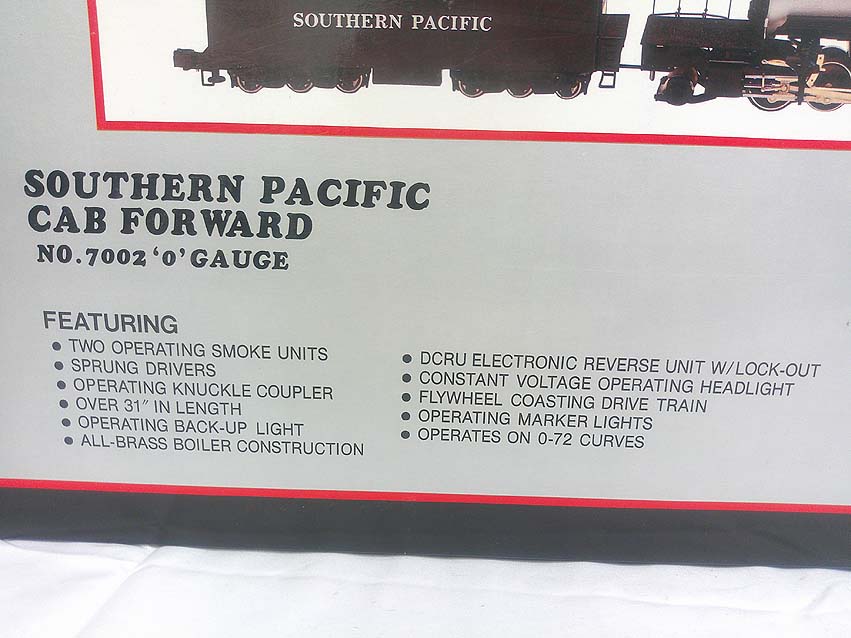 SOUTHERN PACIFIC
SOUTHERN PACIFIC
CAB FORWARD
NO.7002 ‘0’ GAUGE
FEATURING
● TWO OPERATING SMOKE UNITS
● SPRUNG DRIVERS
● OPERATING KNUCKLE COUPLER
● OVER 31″ IN LENGTH
● OPERATING BACK-UP LIGHT
● ALL-BRASS BOILER CONSTRUCTION
● DCRU ELECTRONIC REVERSE UNIT W/LOCK-OUT
● CONSTANT VOLTAGE OPERATING HEADLIGHT
● FLYWHEEL COASTING DRIVE TRAIN
● OPERATING MARKER LIGHTS
● OPERATES ON 0-72 CURVES